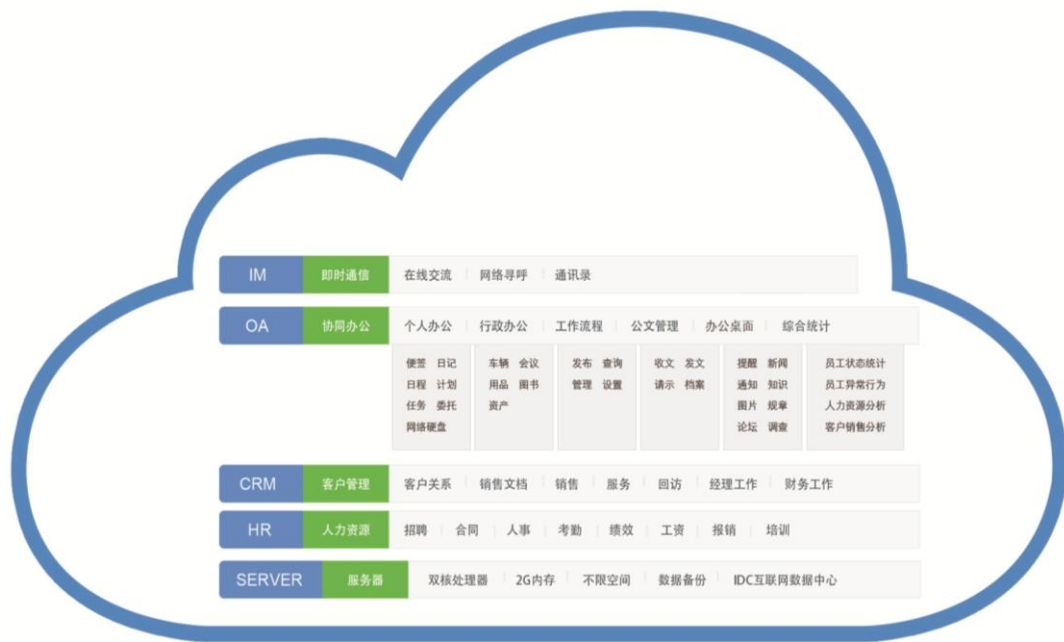 IM 即时通信 在线交流 网络寻呼 通讯录
OA 协同办公 个人办公 行政办公 工作流程 公文管理 办公桌面 综合统计
便签 日记 车辆 会议 发布 查询 收文 发文 提醒 新闻 员工状态统计
日程 计划 用品 图书 管理 设置 请示 档案 通知 知识 员工异常行为
任务 委托 资产 图片 规章 人力资源分析
网络硬盘 论坛 调查 客户销售分析
CRM 客户管理 客户关系 销售文档 销售 服务 回访 经理工作 财务工作
HR 人力资源 招聘 合同 人事 考勤 绩效 工资 报销 培训
SERVER 服务器 双核处理器 2G内存 不限空间 数据备份 IDC互联网数据中心